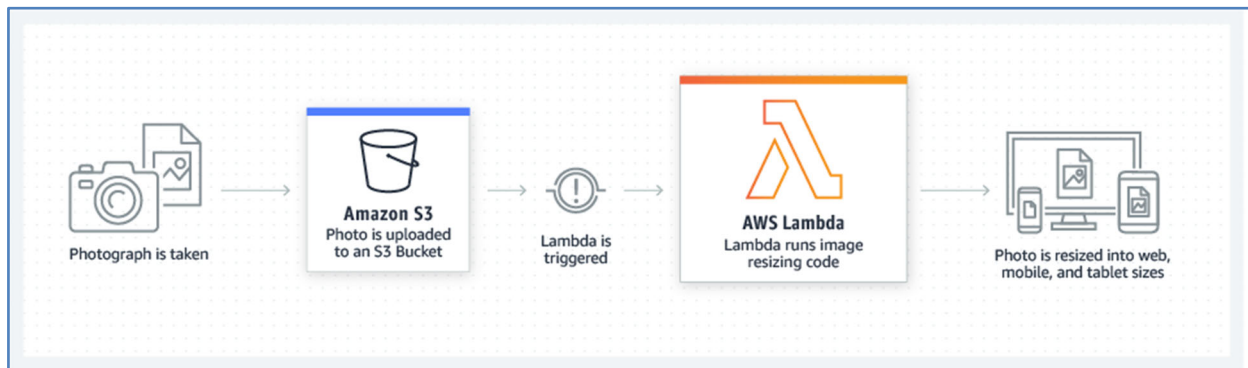 Photograph is taken
Amazon S3
Photo is uploaded
to an S3 Bucket
Lambda is
triggered
AWS Lambda
Lambda runs image
resizing code
Photo is resized into web,
mobile, and tablet sizes